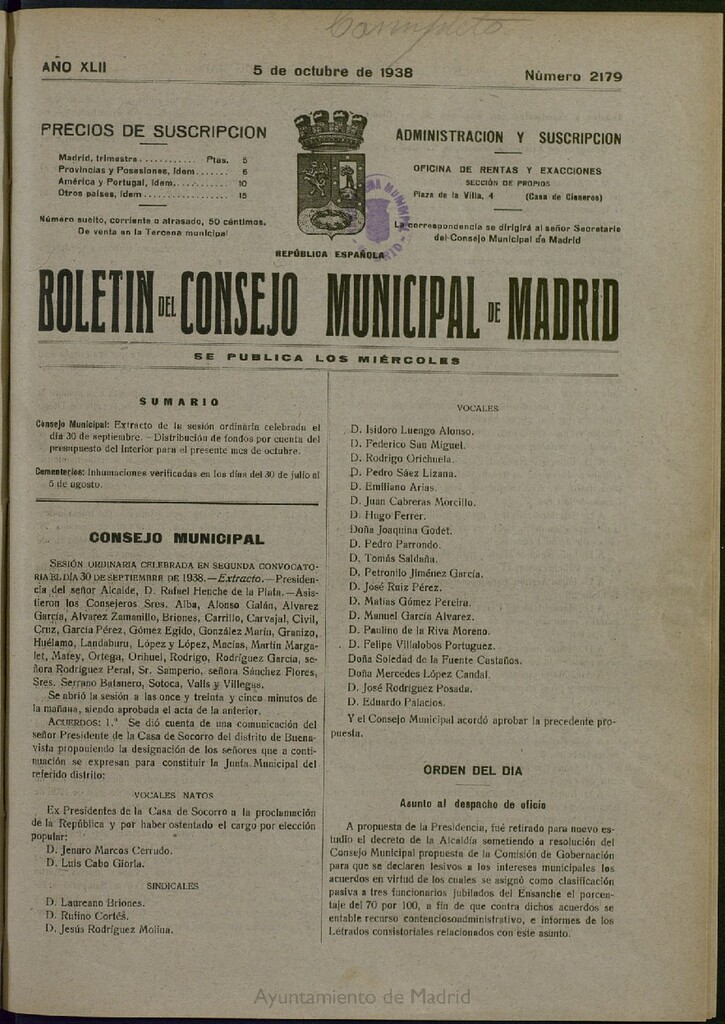 Completo
AÑO XLII
5 de octubre de 1938
Número 2179
PRECIOS DE SUSCRIPCION
Madrid, trimestre........... Ptas. 5
Provincias y Posesiones, ídem........ 6
América y Portugal, ídem............ 10
Otros países, ídem................. 15
Número suelto, corriente o atrasado, 50 céntimos.
De venta en la Tercena municipal
ADMINISTRACION Y SUSCRIPCION
OFICINA DE RENTAS Y EXACCIONES
SECCIÓN DE PROPIOS
Plaza de la Villa, 4 (Casa de Cisneros)
La correspondencia se dirigirá al señor Secretario
del Consejo Municipal de Madrid
REPÚBLICA ESPAÑOLA
BOLETIN DEL CONSEJO MUNICIPAL DE MADRID
SE PUBLICA LOS MIÉRCOLES
SUMARIO
Consejo Municipal: Extracto de la sesión ordinaria celebrada el
día 30 de septiembre.—Distribución de fondos por cuenta del
presupuesto del Interior para el presente mes de octubre.
Cementerios: Inhumaciones verificadas en los días del 30 de julio al
5 de agosto.
CONSEJO MUNICIPAL
SESIÓN ORDINARIA CELEBRADA EN SEGUNDA CONVOCATO-
RIA EL DÍA 30 DE SEPTIEMBRE DE 1938.—Extracto.—Presiden-
cia del señor Alcalde, D. Rafael Henche de la Plata.—Asis-
tieron los Consejeros Sres. Alba, Alonso Galán, Alvarez
García, Alvarez Zamanillo, Briones, Carrillo, Carvajal, Civil,
Cruz, García Pérez, Gómez Egido, González Marín, Granizo,
Huélamo, Landaburu, López y López, Macías, Martín Marga-
let, Matey, Ortega, Orihuel, Rodrigo, Rodríguez García, se-
ñora Rodríguez Peral, Sr. Samperio, señora Sánchez Flores,
Sres. Serrano Batanero, Sotoca, Valls y Villegas.
Se abrió la sesión a las once y treinta y cinco minutos de
la mañana, siendo aprobada el acta de la anterior.
ACUERDOS: 1.º Se dió cuenta de una comunicación del
señor Presidente de la Casa de Socorro del distrito de Buena-
vista proponiendo la designación de los señores que a conti-
nuación se expresan para constituir la Junta Municipal del
referido distrito:
VOCALES NATOS
Ex Presidentes de la Casa de Socorro a la proclamación
de la República y por haber ostentado el cargo por elección
popular:
D. Jenaro Marcos Cerrudo.
D. Luis Cabo Gloria.
SINDICALES
D. Laureano Briones.
D. Rufino Cortés.
D. Jesús Rodríguez Molina.
VOCALES
D. Isidoro Luengo Alonso.
D. Federico San Miguel.
D. Rodrigo Orichuela.
D. Pedro Sáez Lizana.
D. Emiliano Arias.
D. Juan Cabreras Morcillo.
D. Hugo Ferrer.
Doña Joaquina Godet.
D. Pedro Parrondo.
D. Tomás Saldaña.
D. Petronilo Jiménez García.
D. José Ruiz Pérez.
D. Matías Gómez Pereira.
D. Manuel García Alvarez.
D. Paulino de la Riva Moreno.
D. Felipe Villalobos Portuguez.
Doña Soledad de la Fuente Castaños.
Doña Mercedes López Candal.
D. José Rodríguez Posada.
D. Eduardo Palacios.
Y el Consejo Municipal acordó aprobar la precedente pro-
puesta.
ORDEN DEL DIA
Asunto al despacho de oficio
A propuesta de la Presidencia, fué retirado para nuevo es-
tudio el decreto de la Alcaldía sometiendo a resolución del
Consejo Municipal propuesta de la Comisión de Gobernación
para que se declaren lesivos a los intereses municipales los
acuerdos en virtud de los cuales se asignó como clasificación
pasiva a tres funcionarios jubilados del Ensanche el porcen-
taje del 70 por 100, a fin de que contra dichos acuerdos se
entable recurso contenciosoadministrativo, e informes de los
Letrados consistoriales relacionados con este asunto.
Ayuntamiento de Madrid